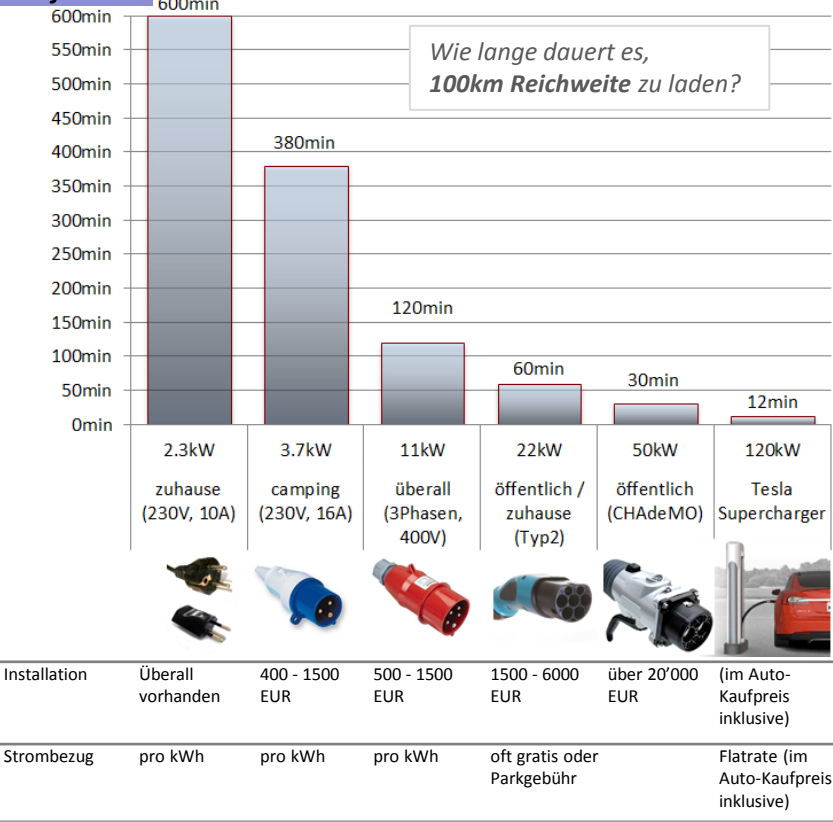 600min
600min
550min
500min
450min
400min
350min
300min
250min
200min
150min
100min
50min
0min
Wie lange dauert es,
100km Reichweite zu laden?
380min
120min
60min
30min
12min
2.3kW
zuhause
(230V, 10A)
3.7kW
camping
(230V, 16A)
11kW
überall
(3Phasen,
400V)
22kW
öffentlich /
zuhause
(Typ2)
50kW
öffentlich
(CHAdeMO)
120kW
Tesla
Supercharger
Installation
Überall
vorhanden
400 - 1500
EUR
500 - 1500
EUR
1500 - 6000
EUR
über 20’000
EUR
(im Auto-
Kaufpreis
inklusive)
Strombezug
pro kWh
pro kWh
pro kWh
oft gratis oder
Parkgebühr
Flatrate (im
Auto-Kaufpreis
inklusive)